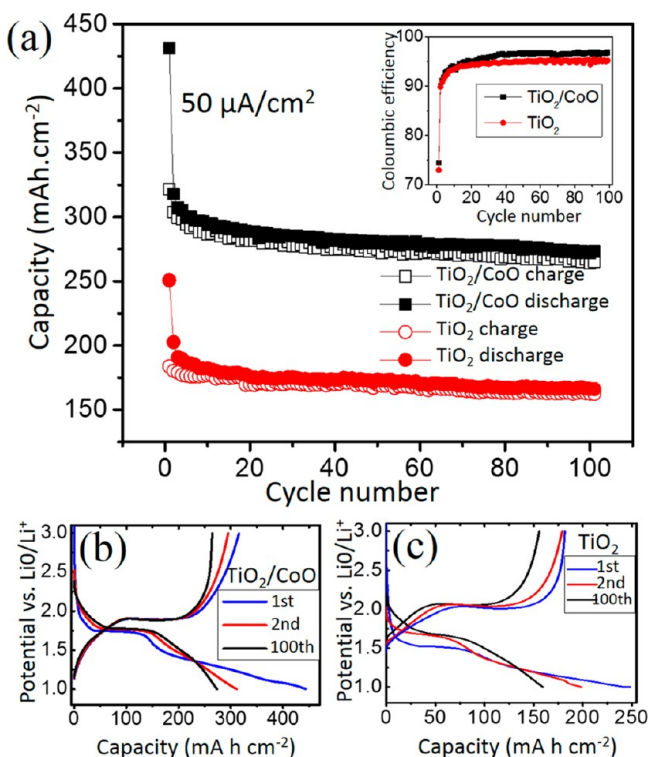 (a)
450
400
350
300
250
200
150
Capacity (mAh.cm⁻²)
50 μA/cm²
100
95
90
85
80
75
70
Coloumbic efficiency
TiO₂/CoO
TiO₂
0 20 40 60 80 100
Cycle number
TiO₂/CoO charge
TiO₂/CoO discharge
TiO₂ charge
TiO₂ discharge
0 20 40 60 80 100
Cycle number
(b)
3.0
2.5
2.0
1.75
1.5
1.0
Potential vs. Li0/Li⁺
TiO₂/CoO
1st
2nd
100th
0 100 200 300 400
Capacity (mA h cm⁻²)
(c)
3.0
2.5
2.0
1.5
1.0
Potential vs. Li0/Li⁺
TiO₂
1st
2nd
100th
0 50 100 150 200 250
Capacity (mA h cm⁻²)